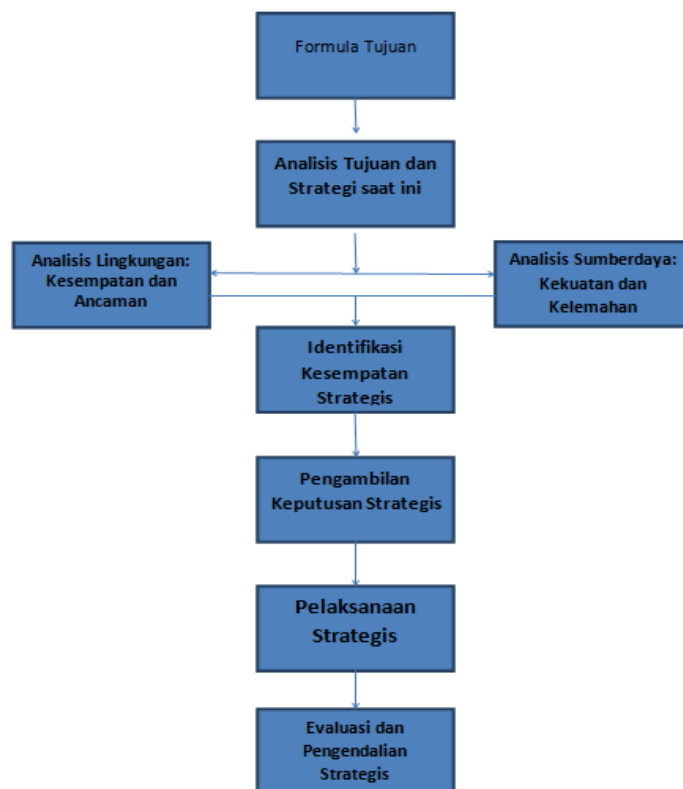 Formula Tujuan
Analisis Tujuan dan
Strategi saat ini
Analisis Lingkungan:
Kesempatan dan
Ancaman
Analisis Sumberdaya:
Kekuatan dan
Kelemahan
Identifikasi
Kesempatan
Strategis
Pengambilan
Keputusan Strategis
Pelaksanaan
Strategis
Evaluasi dan
Pengendalian
Strategis